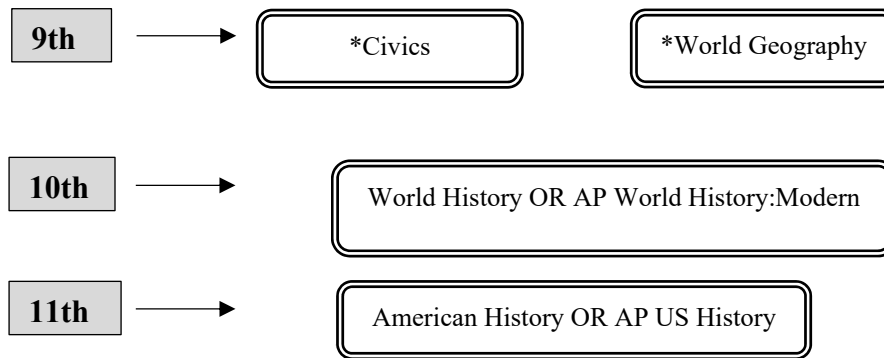 9th *Civics *World Geography
10th World History OR AP World History:Modern
11th American History OR AP US History